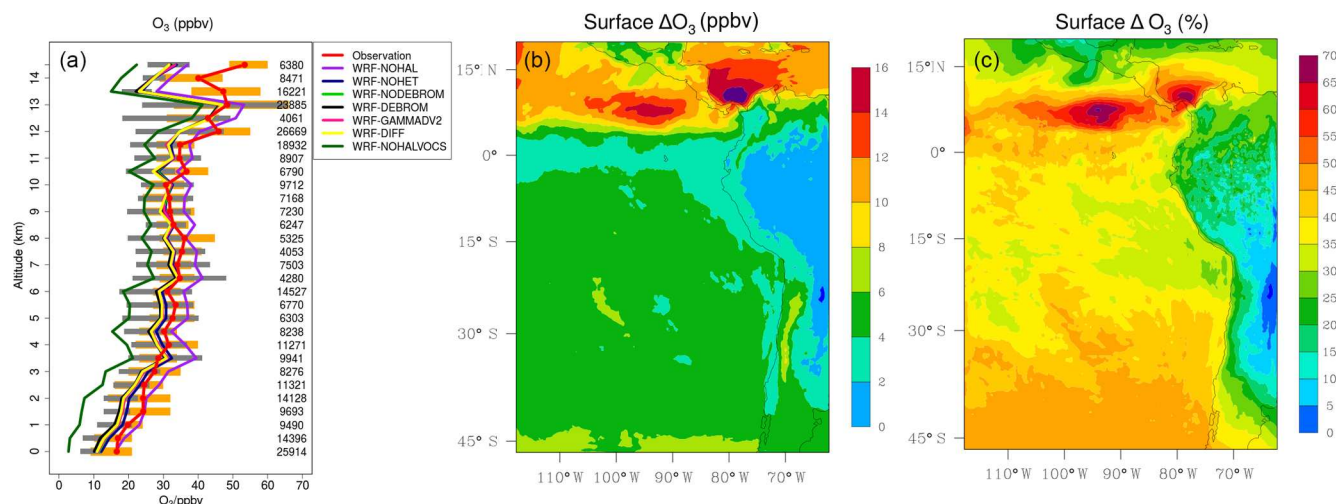 O3 (ppbv)
(a)
Altitude (km)
14
13
12
11
10
9
8
7
6
5
4
3
2
1
0
6380
8471
16221
23885
4061
26669
18932
8907
6790
9712
7168
7230
6247
5325
4053
7503
4280
14527
6770
6303
8238
11271
9941
8276
11321
14128
9693
9490
14396
25914
0 10 20 30 40 50 60 70
O3/ppbv
Observation
WRF-NOHAL
WRF-NOHET
WRF-NODEBROM
WRF-DEBROM
WRF-GAMMADV2
WRF-DIFF
WRF-NOHALVOCS
Surface ΔO3 (ppbv)
(b)
15°N
0°
15° S
30° S
45° S
110°W 100°W 90°W 80°W 70°W
16
14
12
10
8
6
4
2
0
Surface Δ O3 (%)
(c)
15°N
0°
15° S
30° S
45° S
110°W 100°W 90°W 80°W 70°W
70
65
60
55
50
45
40
35
30
25
20
15
10
5
0